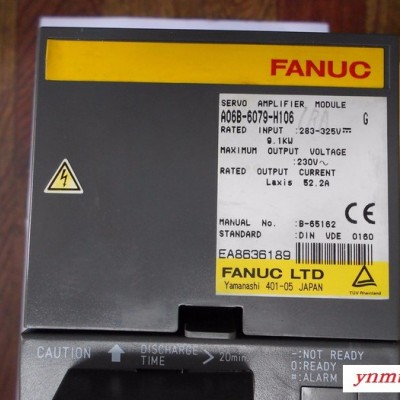 FANUC
SERVO AMPLIFIER MODULE
A06B-6079-H106 G
RATED INPUT :283-325V⎓
9.1KW
MAXIMUM OUTPUT VOLTAGE
:230V~
RATED OUTPUT CURRENT
Laxis 52.2A
MANUAL No. :B-65162
STANDARD :DIN VDE 0160
CE
EA8636189
FANUC LTD
Yamanashi 401-05 JAPAN
CAUTION DISCHARGE TIME >20min
-:NOT READY
0:READY
#:ALARM
ynmt